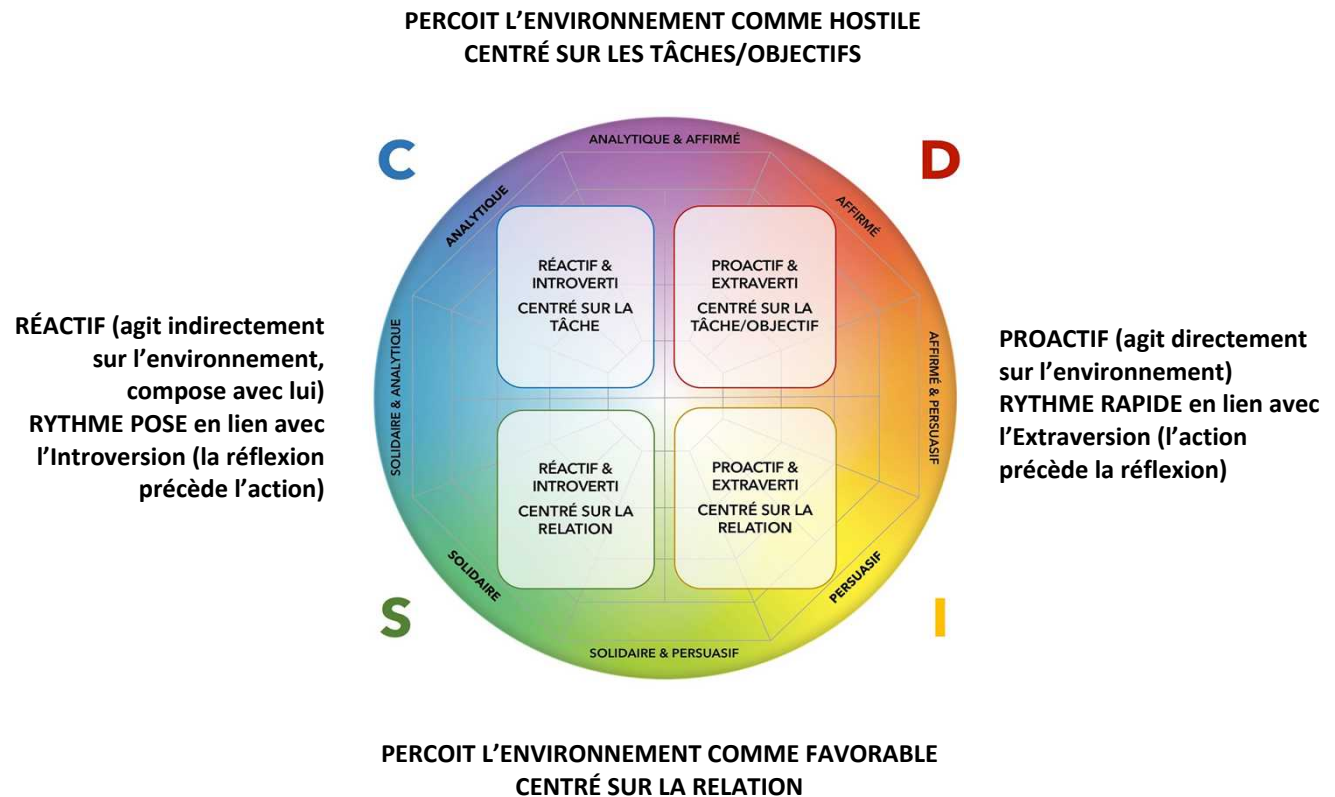 PERCOIT L’ENVIRONNEMENT COMME HOSTILE
CENTRÉ SUR LES TÂCHES/OBJECTIFS
C
D
ANALYTIQUE & AFFIRMÉ
ANALYTIQUE
AFFIRMÉ
RÉACTIF &
INTROVERTI
CENTRÉ SUR LA
TÂCHE
PROACTIF &
EXTRAVERTI
CENTRÉ SUR LA
TÂCHE/OBJECTIF
RÉACTIF (agit indirectement
sur l’environnement,
compose avec lui)
RYTHME POSE en lien avec
l’Introversion (la réflexion
précède l’action)
SOLIDAIRE & ANALYTIQUE
AFFIRMÉ & PERSUASIF
PROACTIF (agit directement
sur l’environnement)
RYTHME RAPIDE en lien avec
l’Extraversion (l’action
précède la réflexion)
RÉACTIF &
INTROVERTI
CENTRÉ SUR LA
RELATION
PROACTIF &
EXTRAVERTI
CENTRÉ SUR LA
RELATION
SOLIDAIRE
PERSUASIF
S
I
SOLIDAIRE & PERSUASIF
PERCOIT L’ENVIRONNEMENT COMME FAVORABLE
CENTRÉ SUR LA RELATION